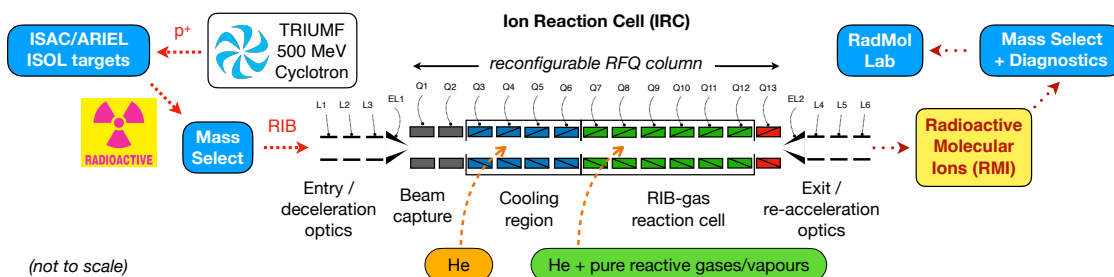 ISAC/ARIEL
ISOL targets
p+
TRIUMF
500 MeV
Cyclotron
Ion Reaction Cell (IRC)
reconfigurable RFQ column
RadMol
Lab
Mass Select
+ Diagnostics
RADIOACTIVE
Mass
Select
RIB
L1
L2
L3
EL1
Q1
Q2
Q3
Q4
Q5
Q6
Q7
Q8
Q9
Q10
Q11
Q12
Q13
EL2
L4
L5
L6
Radioactive
Molecular
Ions (RMI)
Entry /
deceleration
optics
Beam
capture
Cooling
region
RIB-gas
reaction cell
Exit /
re-acceleration
optics
(not to scale)
He
He + pure reactive gases/vapours